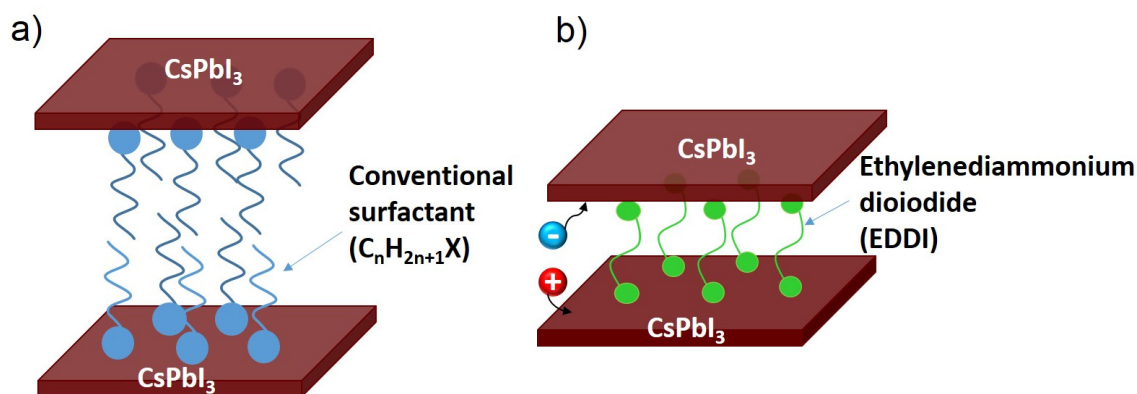 a)
CsPbI₃
Conventional
surfactant
(CₙH₂ₙ₊₁X)
CsPbI₃
b)
CsPbI₃
Ethylenediammonium
dioiodide
(EDDI)
-
+
CsPbI₃